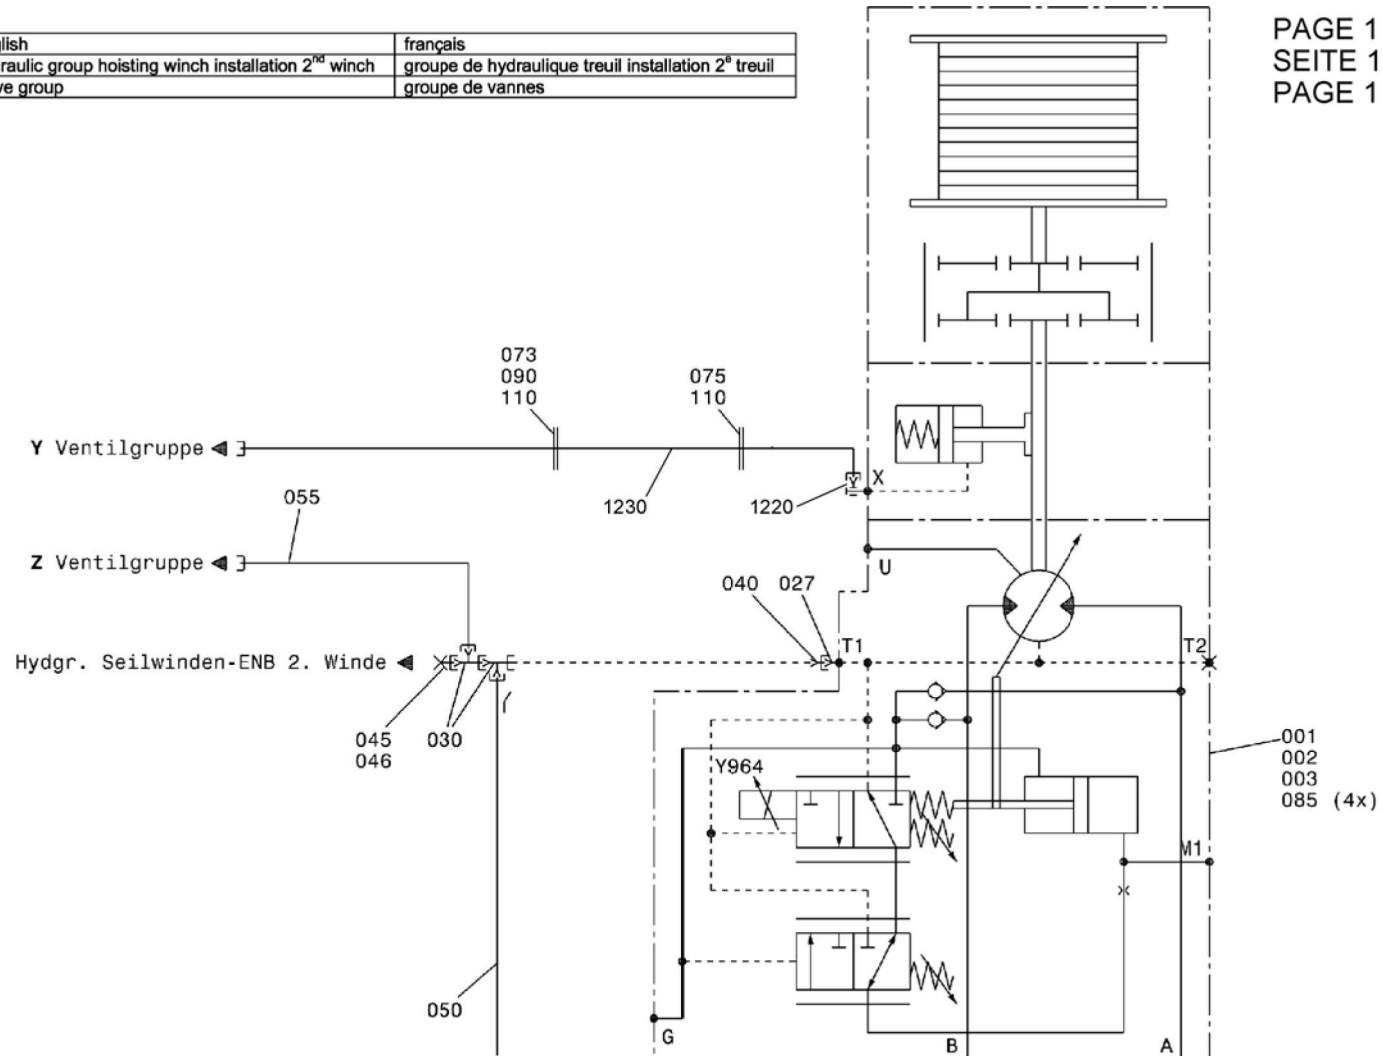 glish français
raulic group hoisting winch installation 2nd winch groupe de hydraulique treuil installation 2e treuil
ve group groupe de vannes
PAGE 1
SEITE 1
PAGE 1
073
090
110
075
110
Y Ventilgruppe
X
1230
1220
055
Z Ventilgruppe
U
040
027
T1
T2
Hydgr. Seilwinden-ENB 2. Winde
045
046
030
001
002
003
085 (4x)
Y964
M1
050
G
B
A